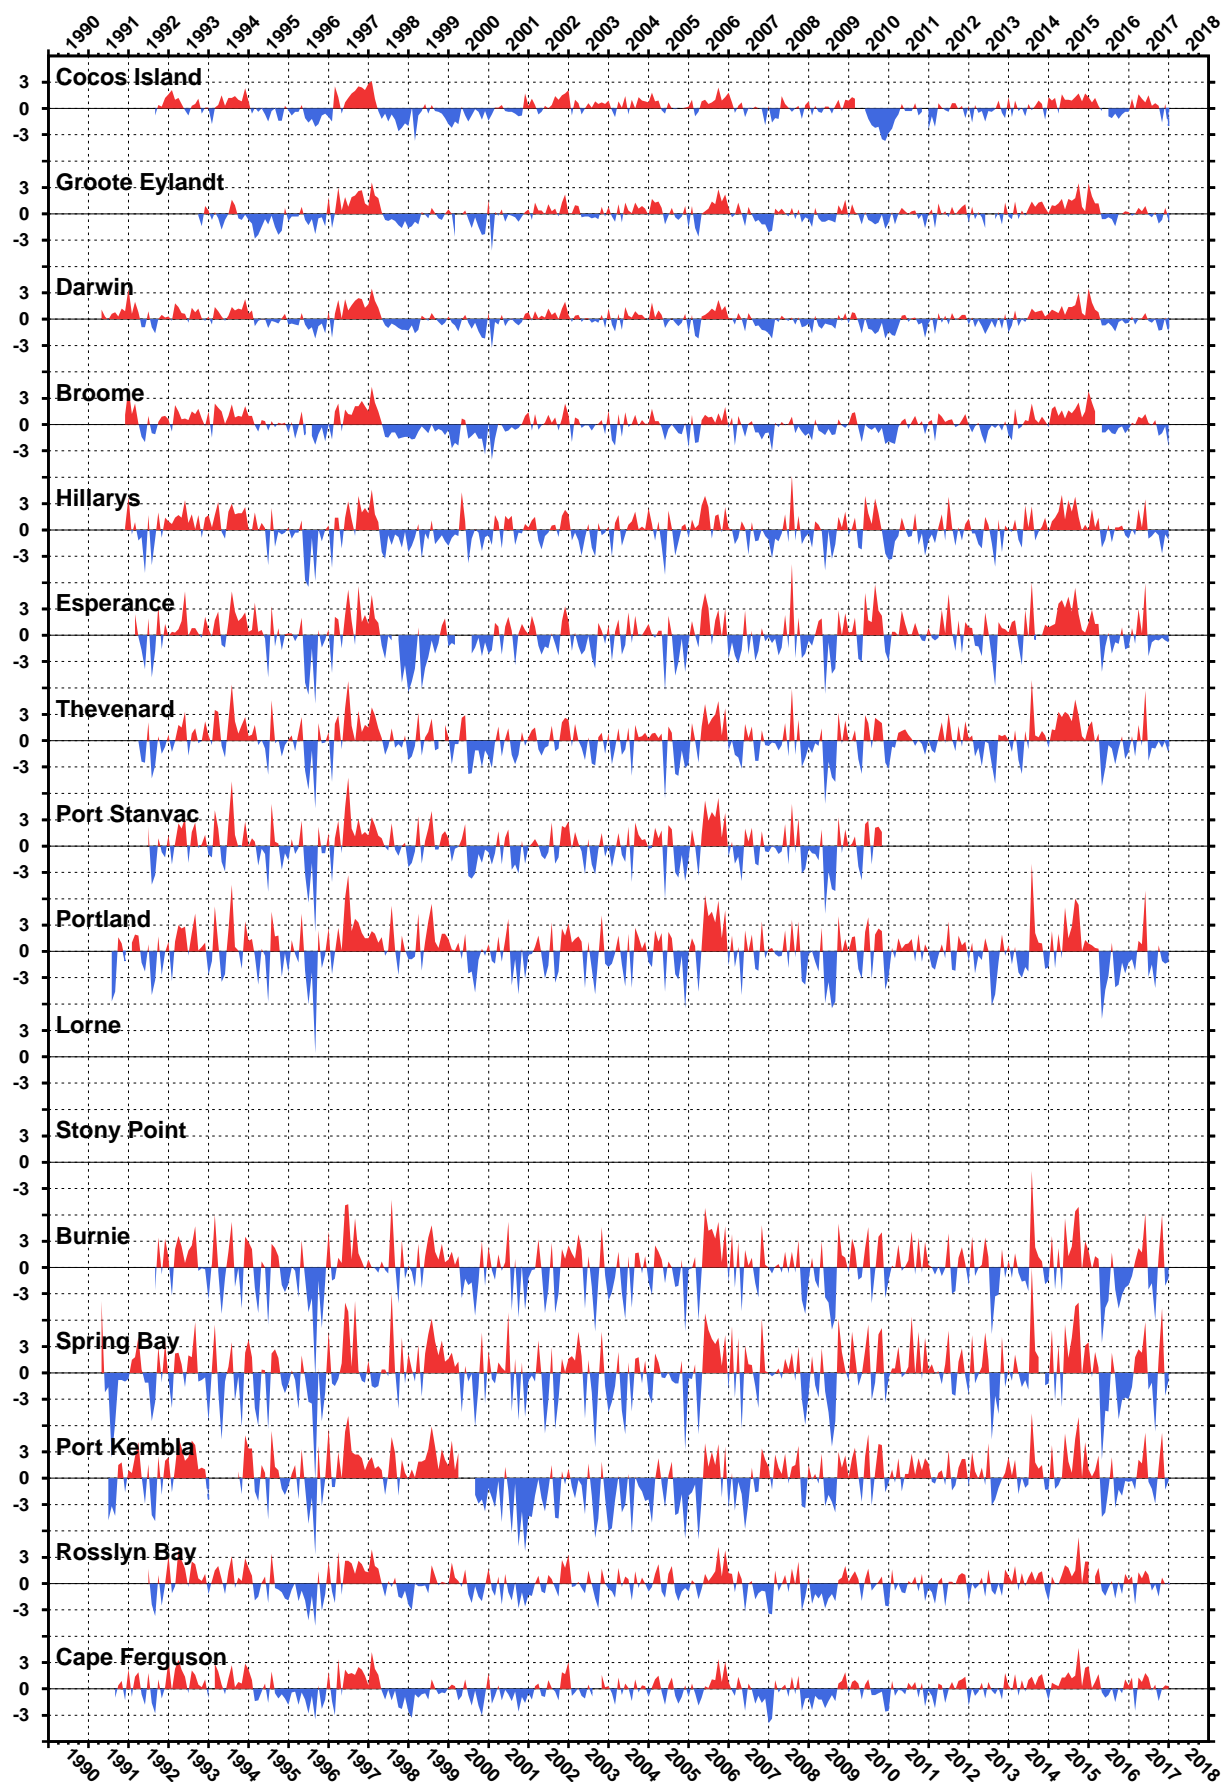 1990 1991 1992 1993 1994 1995 1996 1997 1998 1999 2000 2001 2002 2003 2004 2005 2006 2007 2008 2009 2010 2011 2012 2013 2014 2015 2016 2017 2018
Cocos Island
3
0
-3
Groote Eylandt
3
0
-3
Darwin
3
0
-3
Broome
3
0
-3
Hillarys
3
0
-3
Esperance
3
0
-3
Thevenard
3
0
-3
Port Stanvac
3
0
-3
Portland
3
0
-3
Lorne
3
0
-3
Stony Point
3
0
-3
Burnie
3
0
-3
Spring Bay
3
0
-3
Port Kembla
3
0
-3
Rosslyn Bay
3
0
-3
Cape Ferguson
3
0
-3
1990 1991 1992 1993 1994 1995 1996 1997 1998 1999 2000 2001 2002 2003 2004 2005 2006 2007 2008 2009 2010 2011 2012 2013 2014 2015 2016 2017 2018